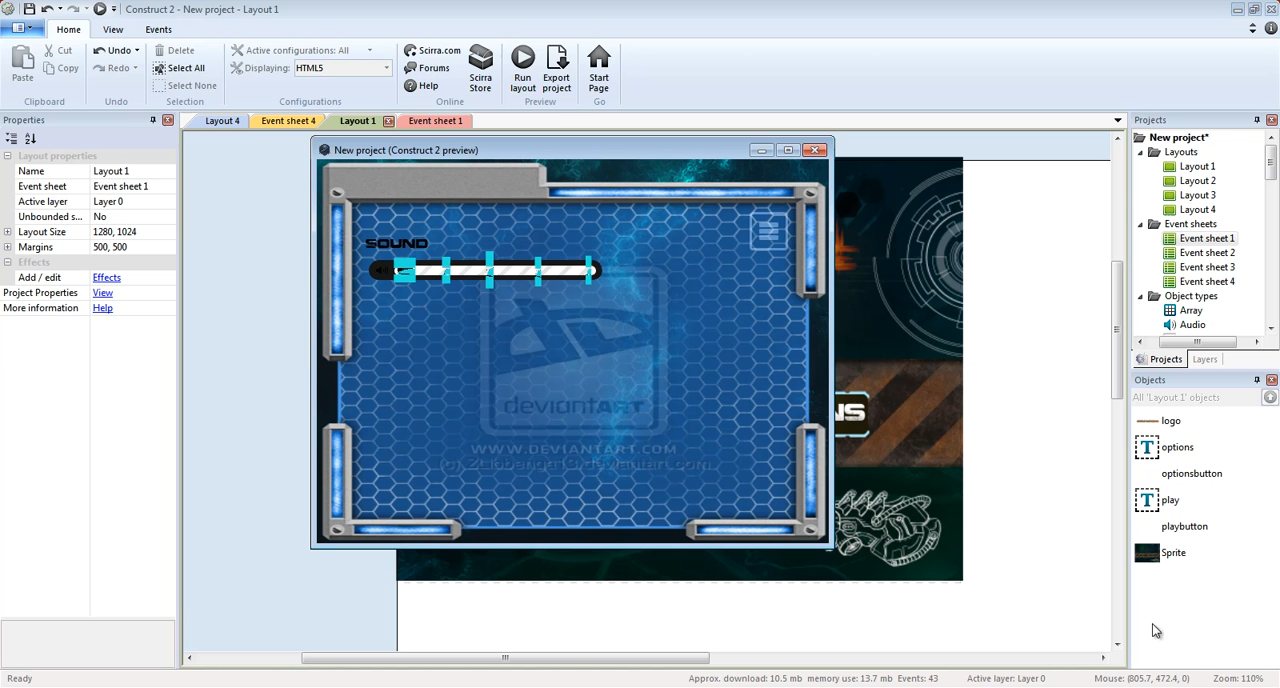 Construct 2 - New project - Layout 1
Home
View
Events
Paste
Cut
Copy
Clipboard
Undo
Redo
Undo
Delete
Select All
Select None
Selection
Active configurations: All
Displaying:
HTML5
Configurations
Scirra.com
Forums
Help
Scirra Store
Online
Run layout
Export project
Preview
Start Page
Go
Properties
Layout 4
Event sheet 4
Layout 1
Event sheet 1
Projects
Layout properties
Name
Layout 1
Event sheet
Event sheet 1
Active layer
Layer 0
Unbounded s...
No
Layout Size
1280, 1024
Margins
500, 500
Effects
Add / edit
Effects
Project Properties
View
More information
Help
New project (Construct 2 preview)
SOUND
deviantART
WWW.DEVIANTART.COM
NS
New project*
Layouts
Layout 1
Layout 2
Layout 3
Layout 4
Event sheets
Event sheet 1
Event sheet 2
Event sheet 3
Event sheet 4
Object types
Array
Audio
Projects
Layers
Objects
All 'Layout 1' objects
logo
options
optionsbutton
play
playbutton
Sprite
Ready
Approx. download: 10.5 mb
memory use: 13.7 mb
Events: 43
Active layer: Layer 0
Mouse: (805.7, 472.4, 0)
Zoom: 110%